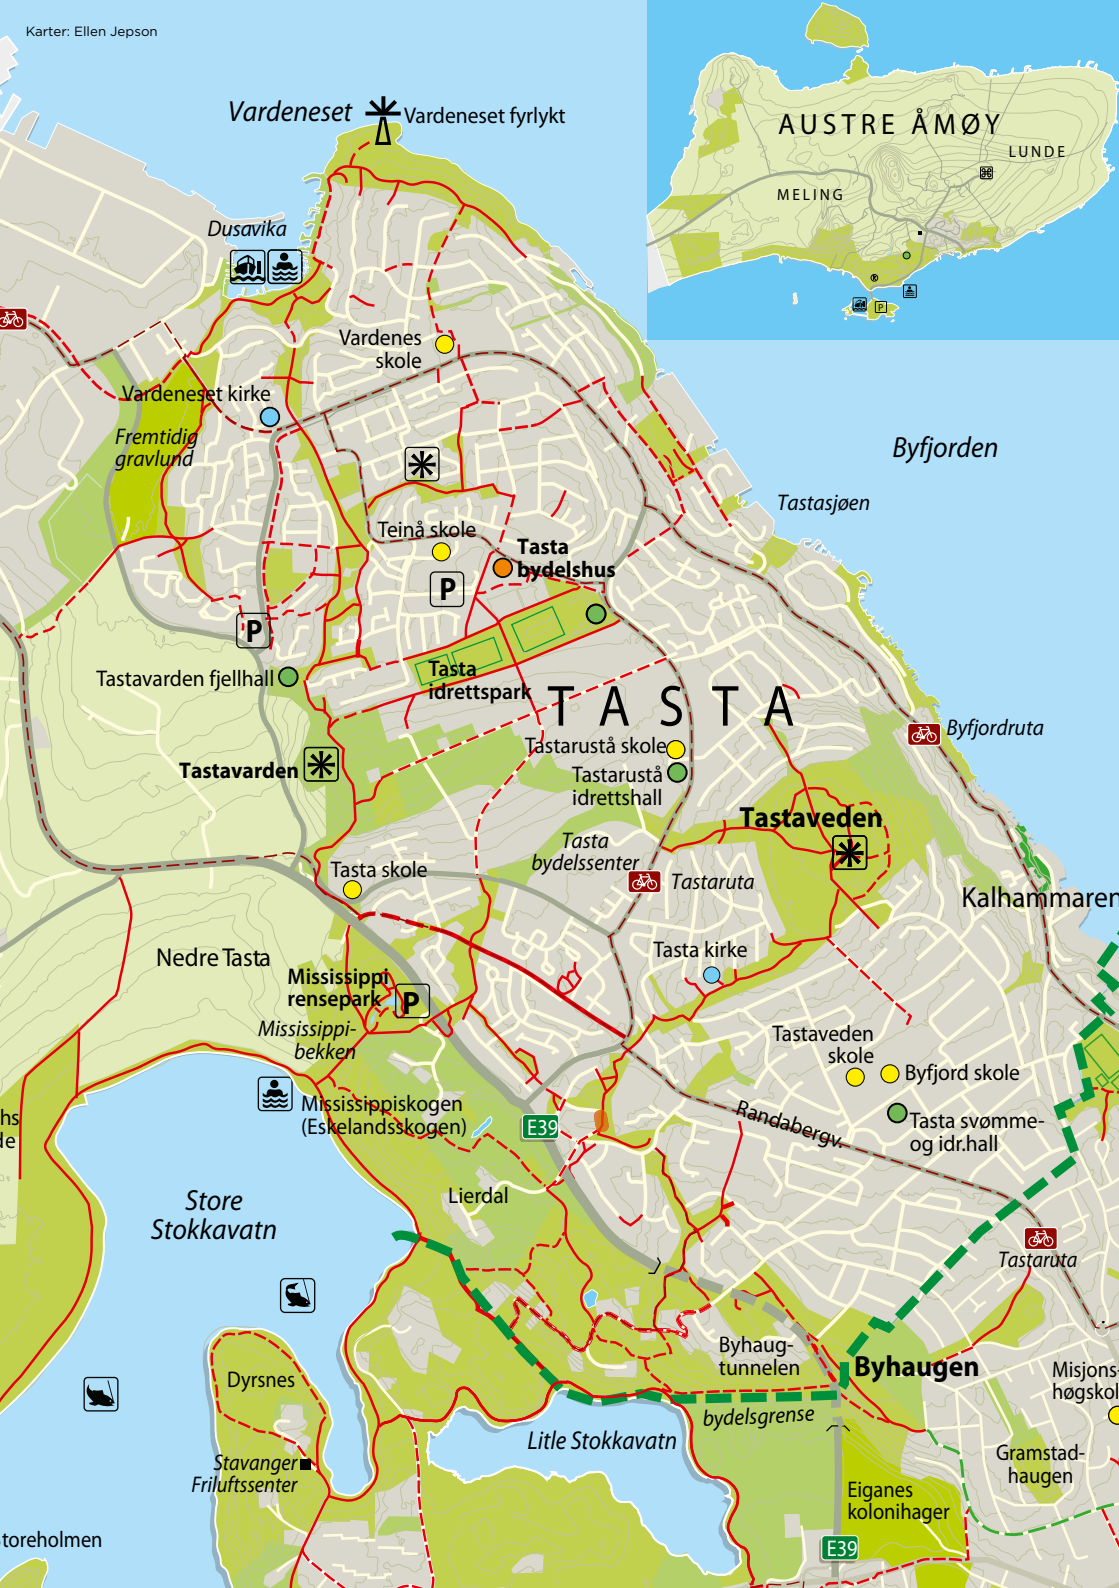 Karter: Ellen Jepson
Vardeneset
Vardeneset fyrlykt
AUSTRE ÅMØY
LUNDE
MELING
P
Dusavika
Vardenes
skole
Vardeneset kirke
Fremtidig
gravlund
Byfjorden
Tastasjøen
Teinå skole
Tasta
bydelshus
P
P
Tastavarden fjellhall
Tasta
idrettspark
TASTA
Byfjordruta
Tastarustå skole
Tastarustå
idrettshall
Tastavarden
Tastaveden
Tasta
bydelssenter
Tasta skole
Tastaruta
Kalhammaren
Nedre Tasta
Tasta kirke
Mississippi
rensepark
P
Mississippi-
bekken
Tastaveden
skole
Byfjord skole
Mississippiskogen
(Eskelandsskogen)
E39
Randabergv.
Tasta svømme-
og idr.hall
hs
de
Lierdal
Store
Stokkavatn
Tastaruta
Byhaug-
tunnelen
Byhaugen
Misjons-
høgskol
Dyrsnes
bydelsgrense
Litle Stokkavatn
Gramstad-
haugen
Stavanger
Friluftssenter
Eiganes
kolonihager
toreholmen
E39